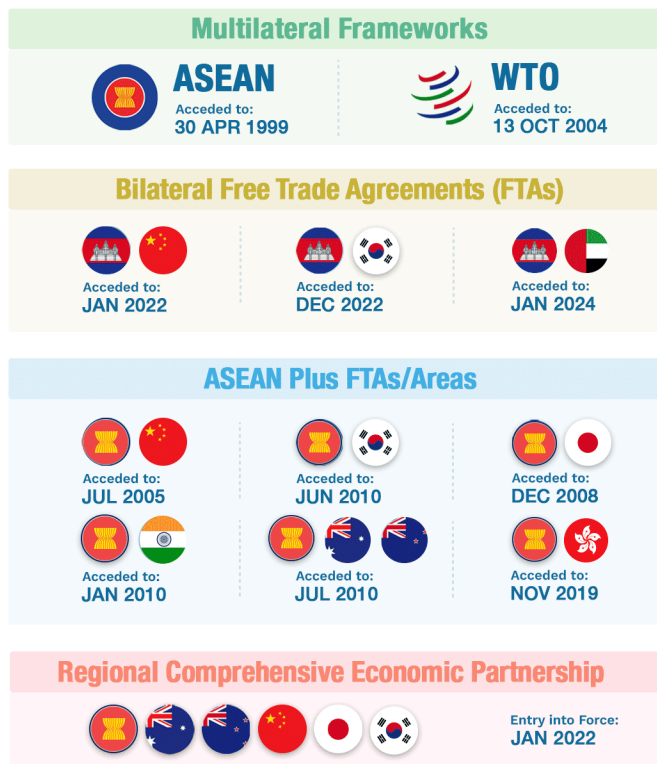 Multilateral Frameworks
ASEAN
Acceded to:
30 APR 1999
WTO
Acceded to:
13 OCT 2004
Bilateral Free Trade Agreements (FTAs)
Acceded to:
JAN 2022
Acceded to:
DEC 2022
Acceded to:
JAN 2024
ASEAN Plus FTAs/Areas
Acceded to:
JUL 2005
Acceded to:
JUN 2010
Acceded to:
DEC 2008
Acceded to:
JAN 2010
Acceded to:
JUL 2010
Acceded to:
NOV 2019
Regional Comprehensive Economic Partnership
Entry into Force:
JAN 2022